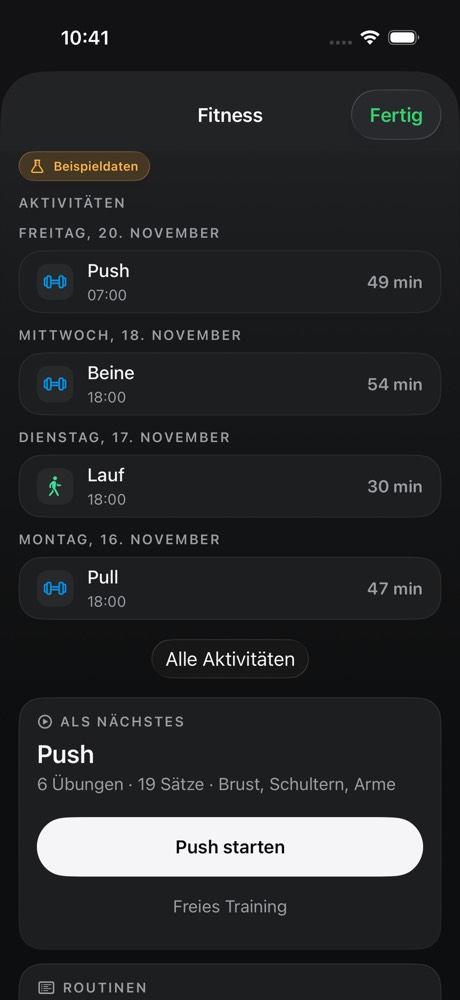 10:41
Fitness
Fertig
Beispieldaten
AKTIVITÄTEN
FREITAG, 20. NOVEMBER
Push
07:00
49 min
MITTWOCH, 18. NOVEMBER
Beine
18:00
54 min
DIENSTAG, 17. NOVEMBER
Lauf
18:00
30 min
MONTAG, 16. NOVEMBER
Pull
18:00
47 min
Alle Aktivitäten
ALS NÄCHSTES
Push
6 Übungen · 19 Sätze · Brust, Schultern, Arme
Push starten
Freies Training
ROUTINEN